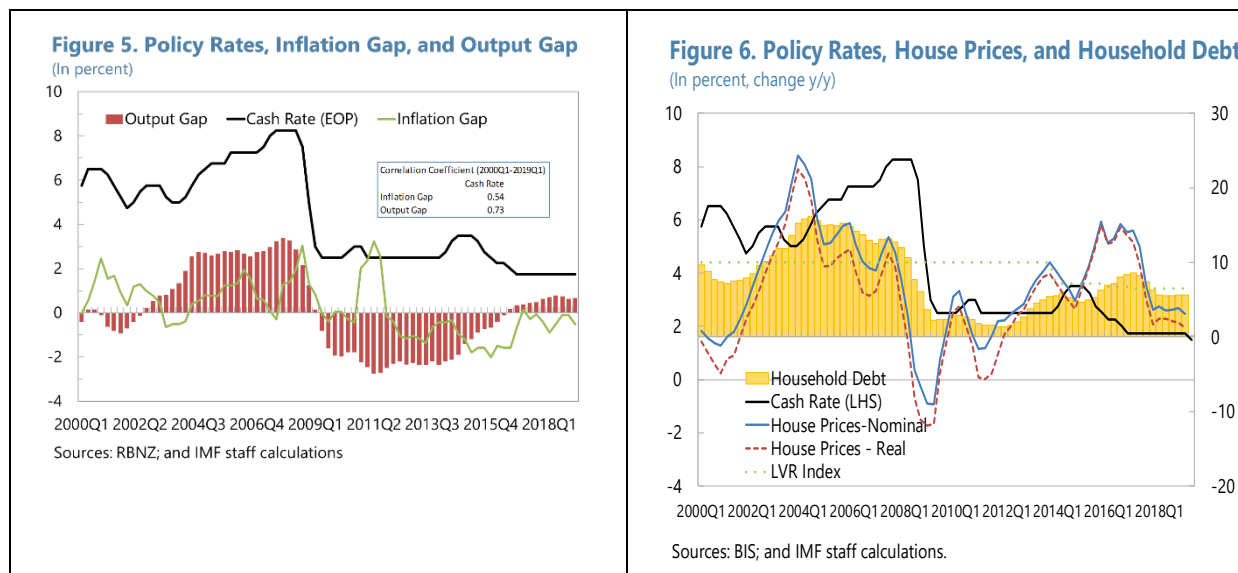 Figure 5. Policy Rates, Inflation Gap, and Output Gap
(In percent)
10
8
6
4
2
0
-2
-4
Output Gap
Cash Rate (EOP)
Inflation Gap
Correlation Coefficient (2000Q1-2019Q1)
Cash Rate
Inflation Gap 0.54
Output Gap 0.73
2000Q1 2002Q2 2004Q3 2006Q4 2009Q1 2011Q2 2013Q3 2015Q4 2018Q1
Sources: RBNZ; and IMF staff calculations
Figure 6. Policy Rates, House Prices, and Household Debt
(In percent, change y/y)
10
8
6
4
2
0
-2
-4
30
20
10
0
-10
-20
Household Debt
Cash Rate (LHS)
House Prices-Nominal
House Prices - Real
LVR Index
2000Q1 2002Q1 2004Q1 2006Q1 2008Q1 2010Q1 2012Q1 2014Q1 2016Q1 2018Q1
Sources: BIS; and IMF staff calculations.